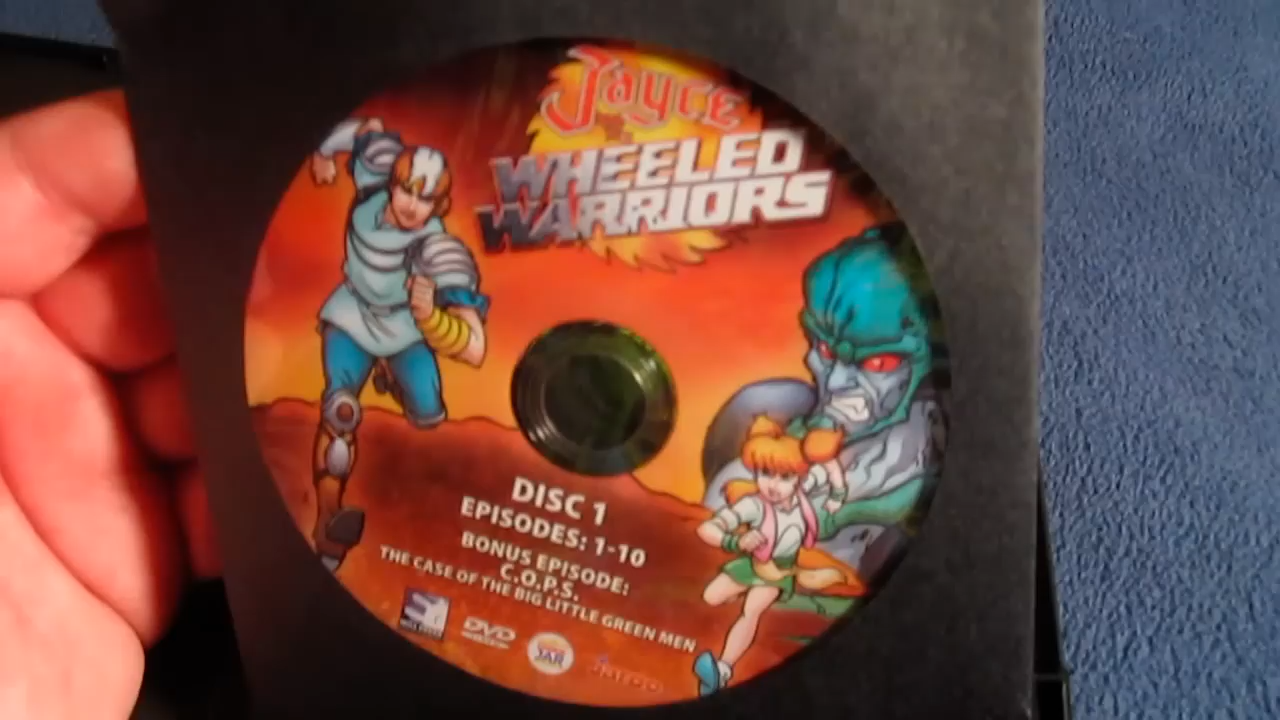 Jayce
WHEELED
WARRIORS
DISC 1
EPISODES: 1-10
BONUS EPISODE:
C.O.P.S.
THE CASE OF THE BIG LITTLE GREEN MEN
DVD